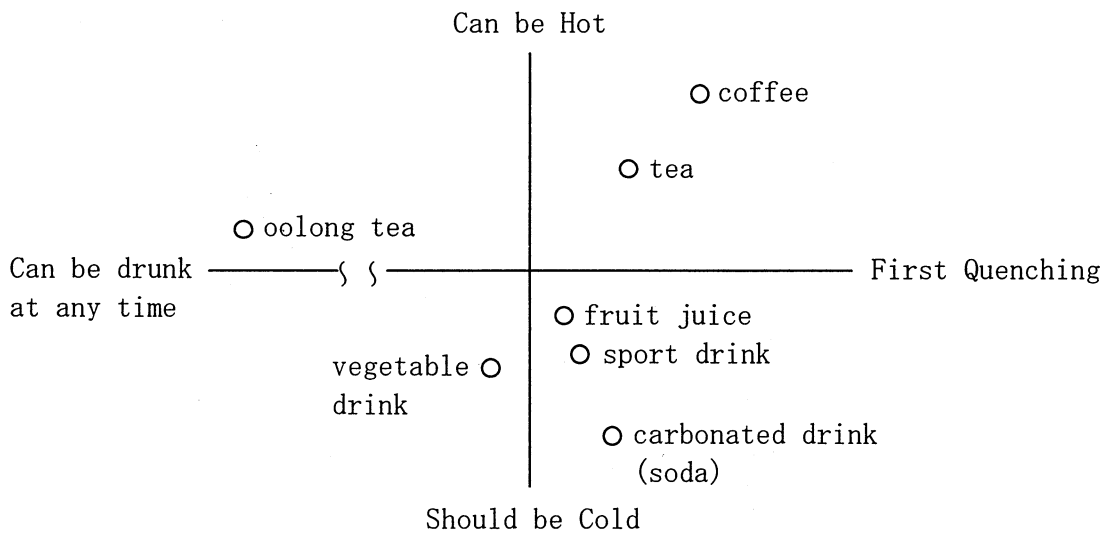 Can be Hot
coffee
tea
oolong tea
Can be drunk
at any time
First Quenching
fruit juice
sport drink
vegetable
drink
carbonated drink
(soda)
Should be Cold